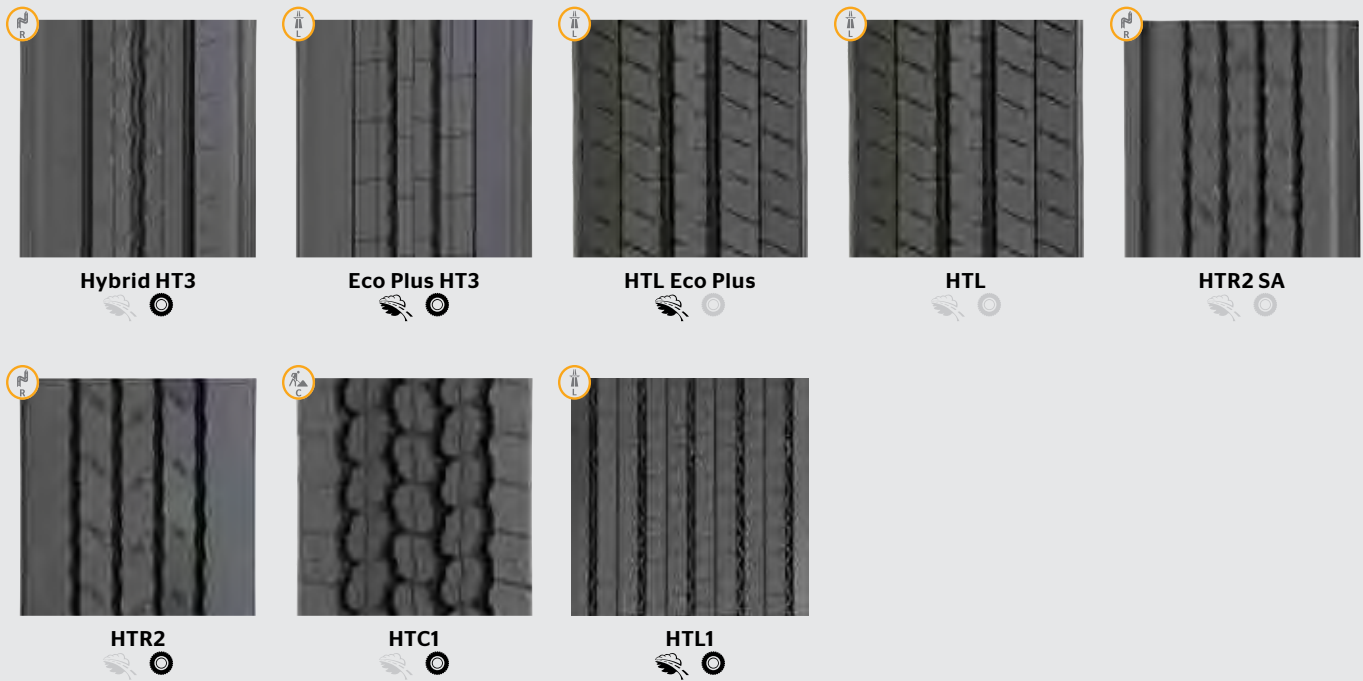 R
L
L
L
R
Hybrid HT3
Eco Plus HT3
HTL Eco Plus
HTL
HTR2 SA
R
C
L
HTR2
HTC1
HTL1